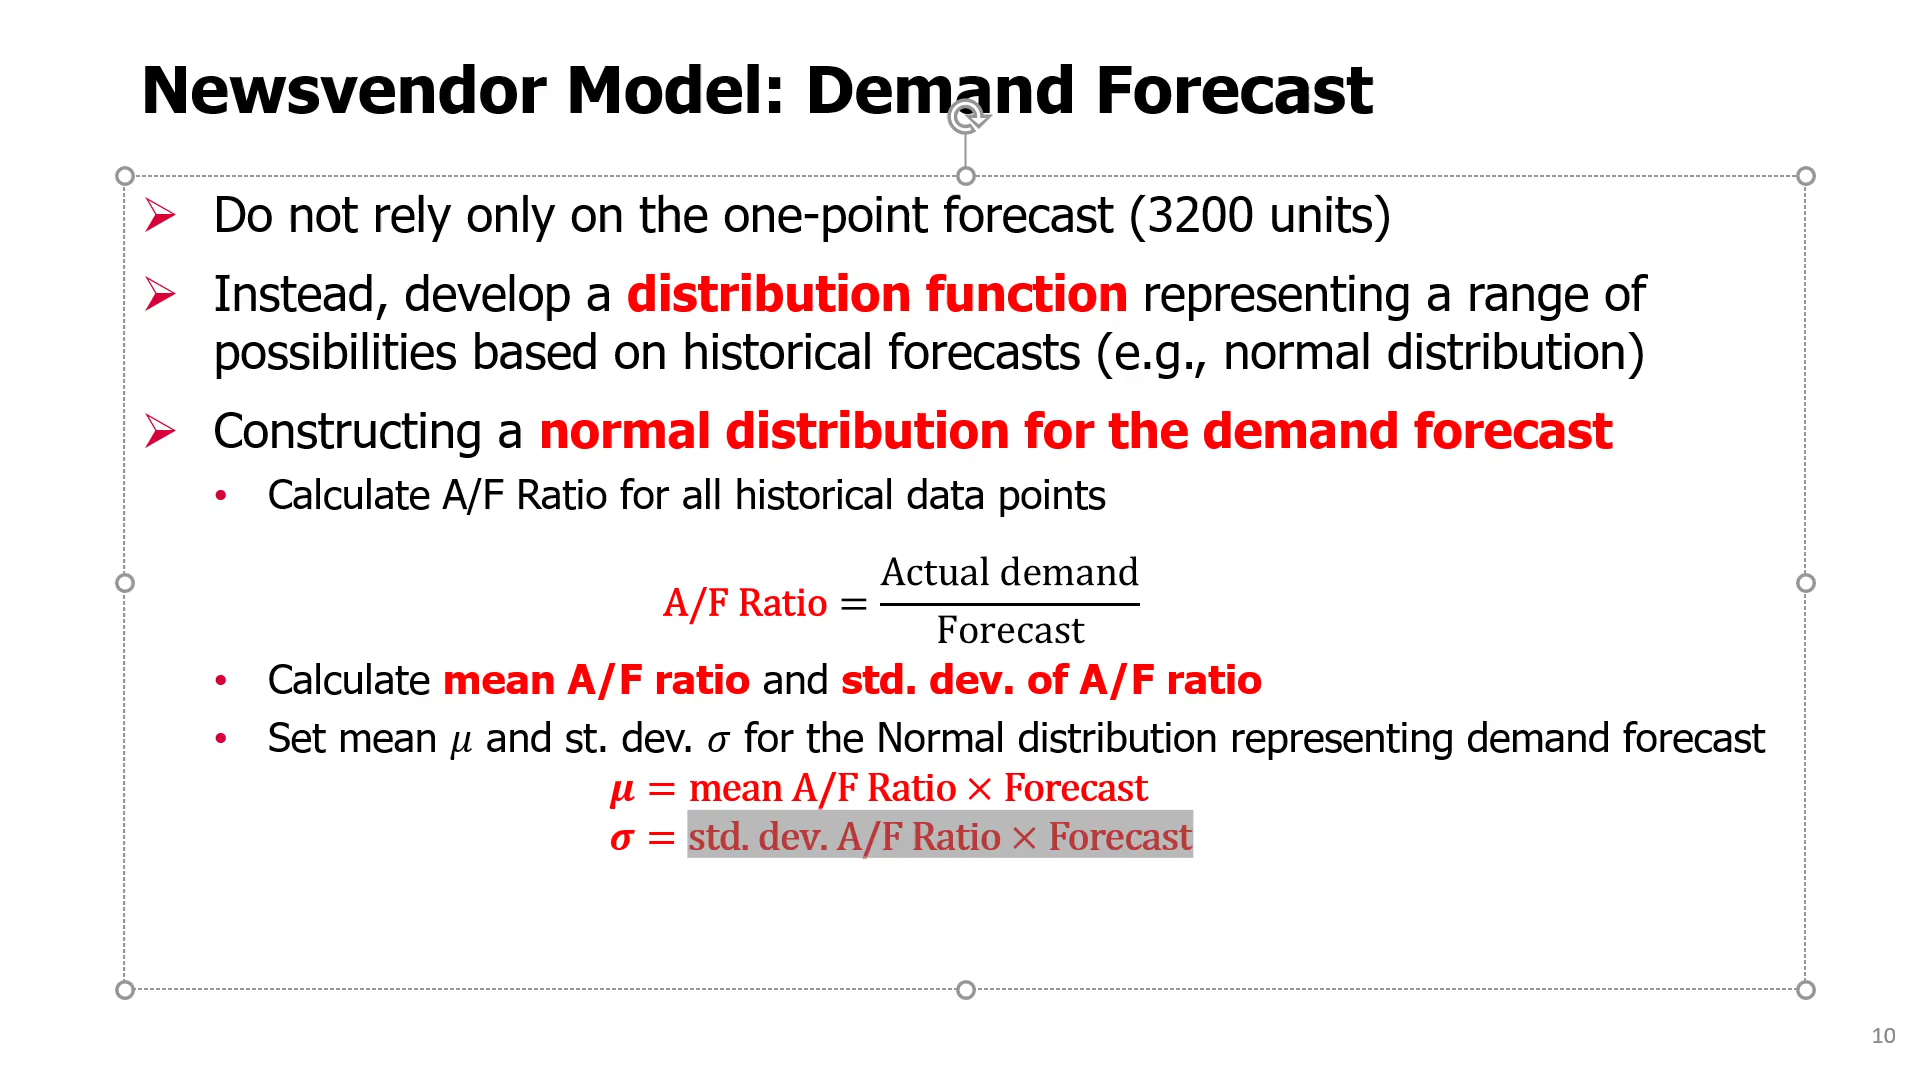 Newsvendor Model: Demand Forecast
Do not rely only on the one-point forecast (3200 units)
Instead, develop a distribution function representing a range of
possibilities based on historical forecasts (e.g., normal distribution)
Constructing a normal distribution for the demand forecast
• Calculate A/F Ratio for all historical data points
A/F Ratio = Actual demand / Forecast
• Calculate mean A/F ratio and std. dev. of A/F ratio
• Set mean μ and st. dev. σ for the Normal distribution representing demand forecast
μ = mean A/F Ratio × Forecast
σ = std. dev. A/F Ratio × Forecast
10